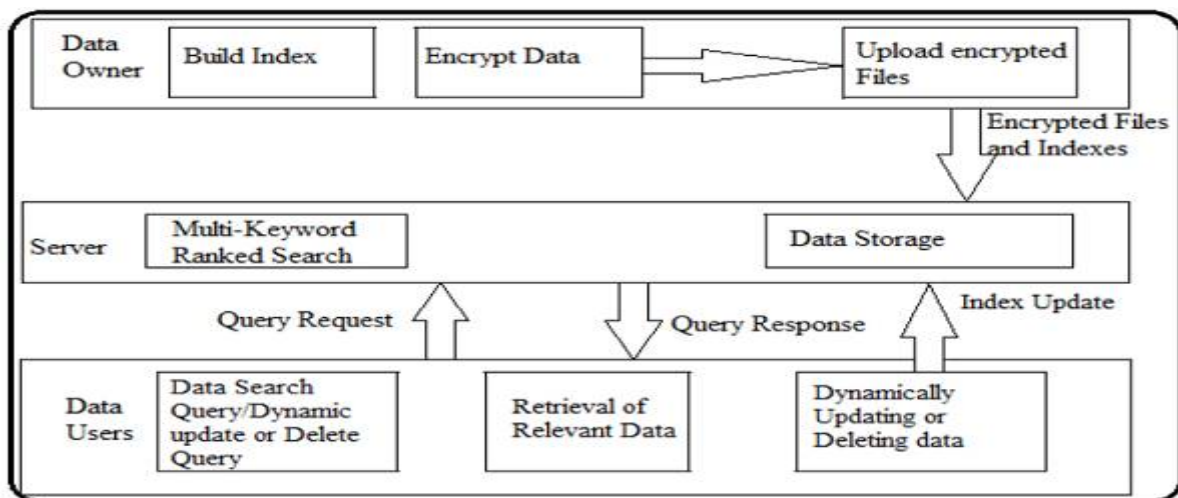 Data
Owner
Build Index
Encrypt Data
Upload encrypted
Files
Encrypted Files
and Indexes
Server
Multi-Keyword
Ranked Search
Data Storage
Query Request
Query Response
Index Update
Data
Users
Data Search
Query/Dynamic
update or Delete
Query
Retrieval of
Relevant Data
Dynamically
Updating or
Deleting data